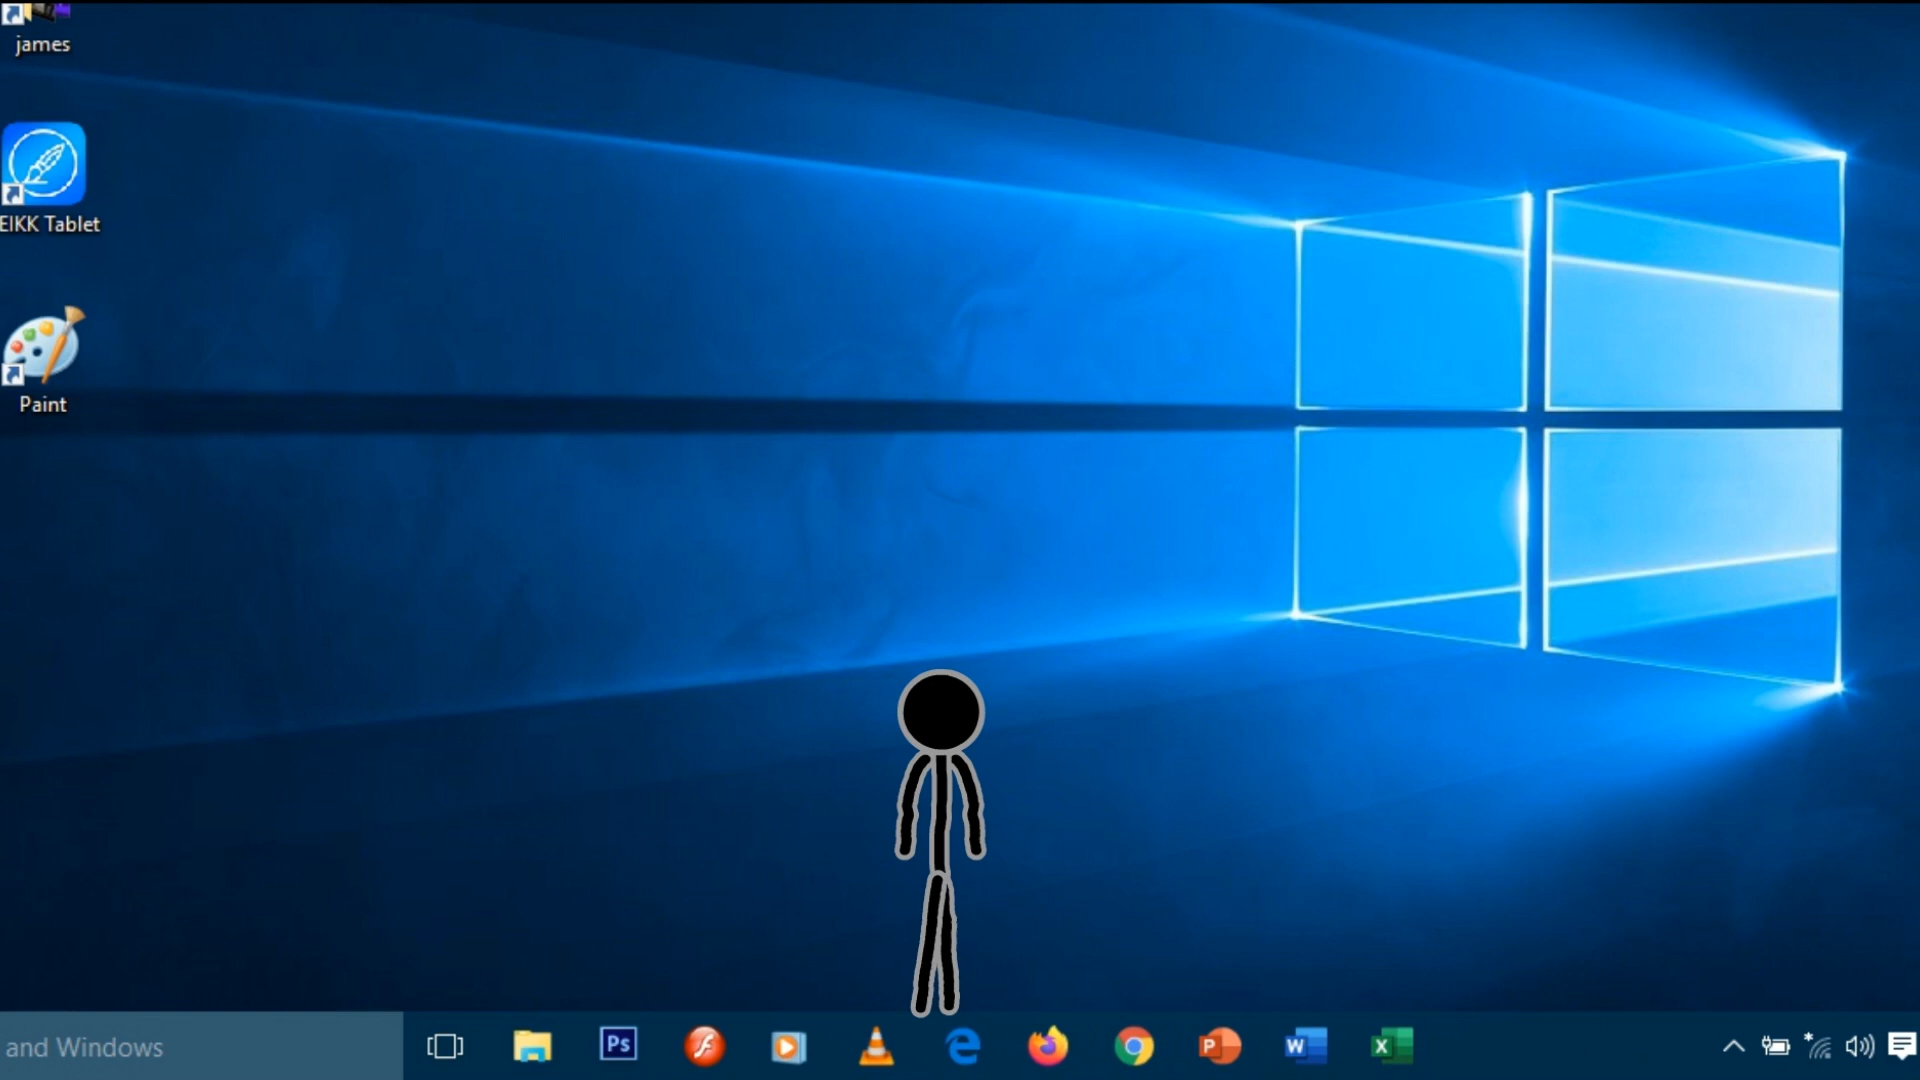 james
EIKK Tablet
Paint
and Windows
Ps
P
W
X